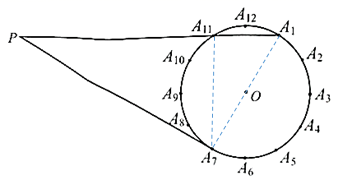 A₁₂
P A₁₁ A₁
A₁₀ A₂
A₉ O A₃
A₈ A₄
A₇ A₅
A₆